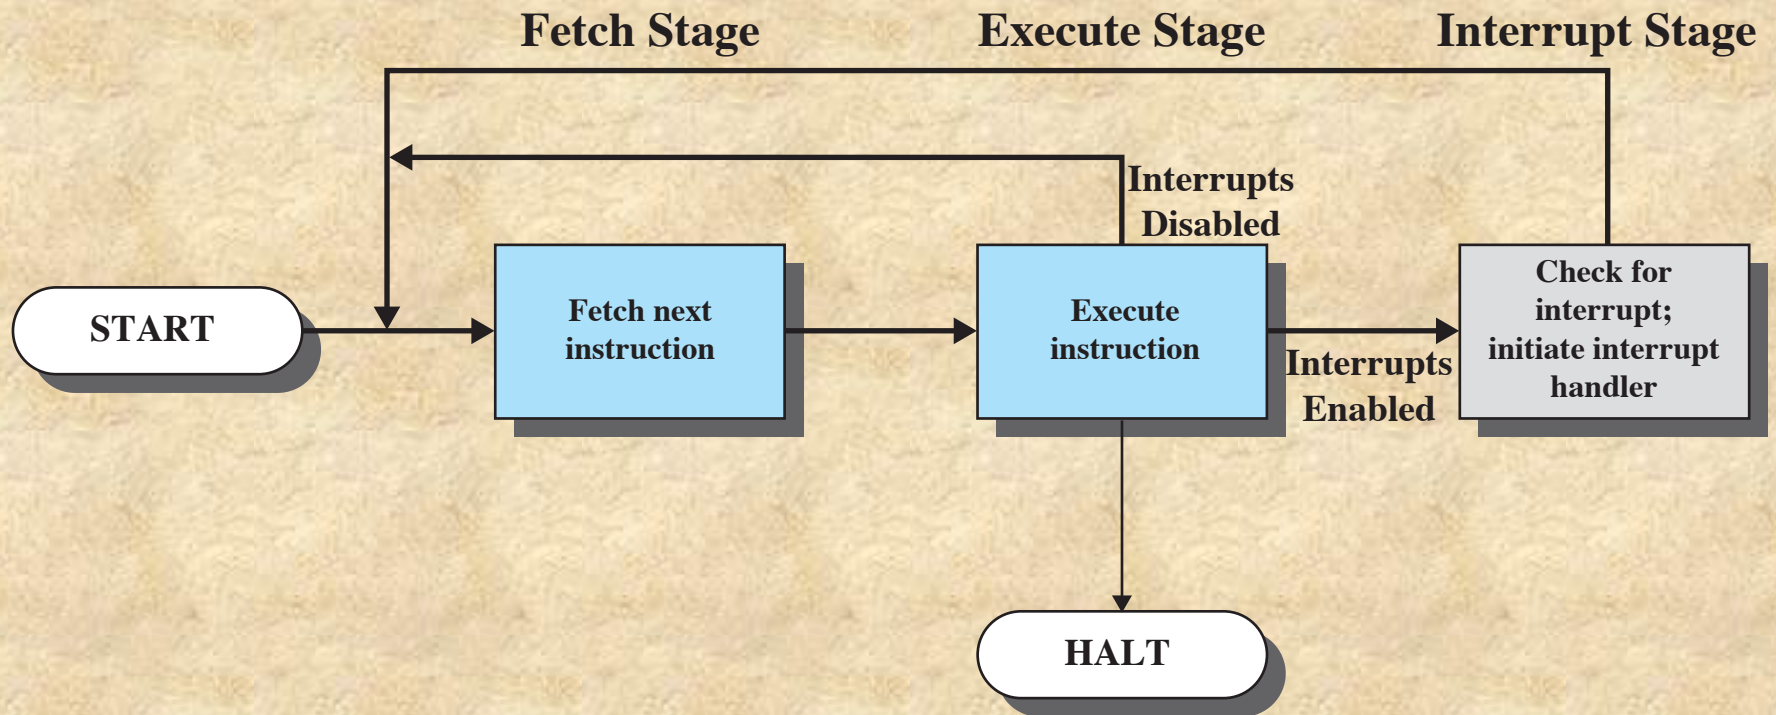 Fetch Stage
Execute Stage
Interrupt Stage
Interrupts
Disabled
START
Fetch next
instruction
Execute
instruction
Interrupts
Enabled
Check for
interrupt;
initiate interrupt
handler
HALT